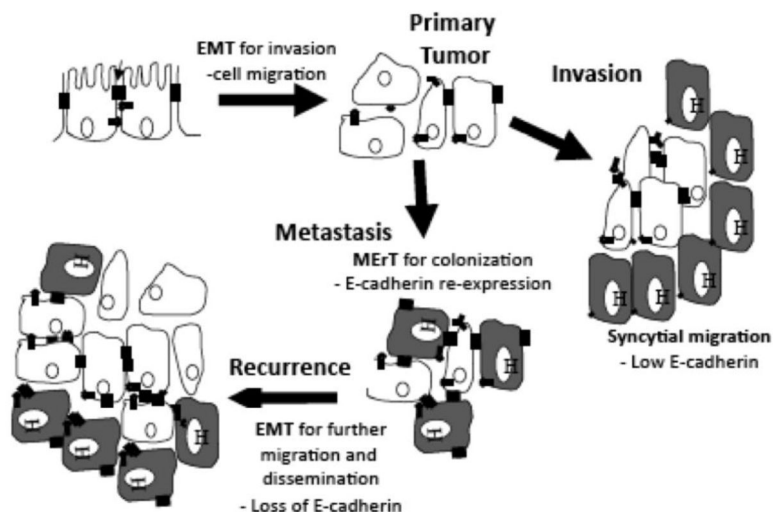 EMT for invasion
-cell migration
Primary
Tumor
Invasion
H
H
H
H
H
H
H
Syncytial migration
- Low E-cadherin
Metastasis
MErT for colonization
- E-cadherin re-expression
H
H
H
Recurrence
EMT for further
migration and
dissemination
- Loss of E-cadherin
H
H
H
H
H